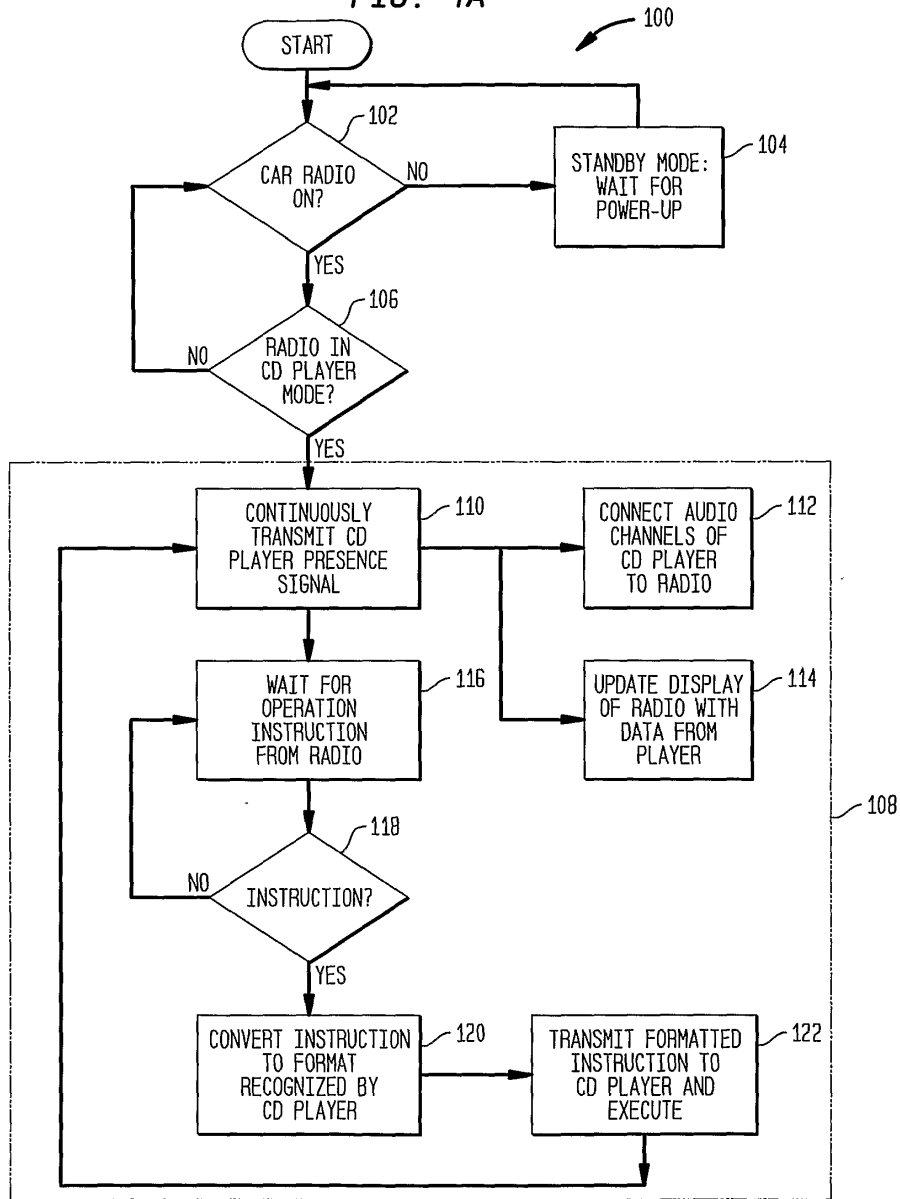 FIG. 4A
100
START
102
CAR RADIO
ON?
NO
104
STANDBY MODE:
WAIT FOR
POWER-UP
YES
106
RADIO IN
CD PLAYER
MODE?
NO
YES
108
110
CONTINUOUSLY
TRANSMIT CD
PLAYER PRESENCE
SIGNAL
112
CONNECT AUDIO
CHANNELS OF
CD PLAYER
TO RADIO
116
WAIT FOR
OPERATION
INSTRUCTION
FROM RADIO
114
UPDATE DISPLAY
OF RADIO WITH
DATA FROM
PLAYER
118
INSTRUCTION?
NO
YES
120
CONVERT INSTRUCTION
TO FORMAT
RECOGNIZED BY
CD PLAYER
122
TRANSMIT FORMATTED
INSTRUCTION TO
CD PLAYER AND
EXECUTE